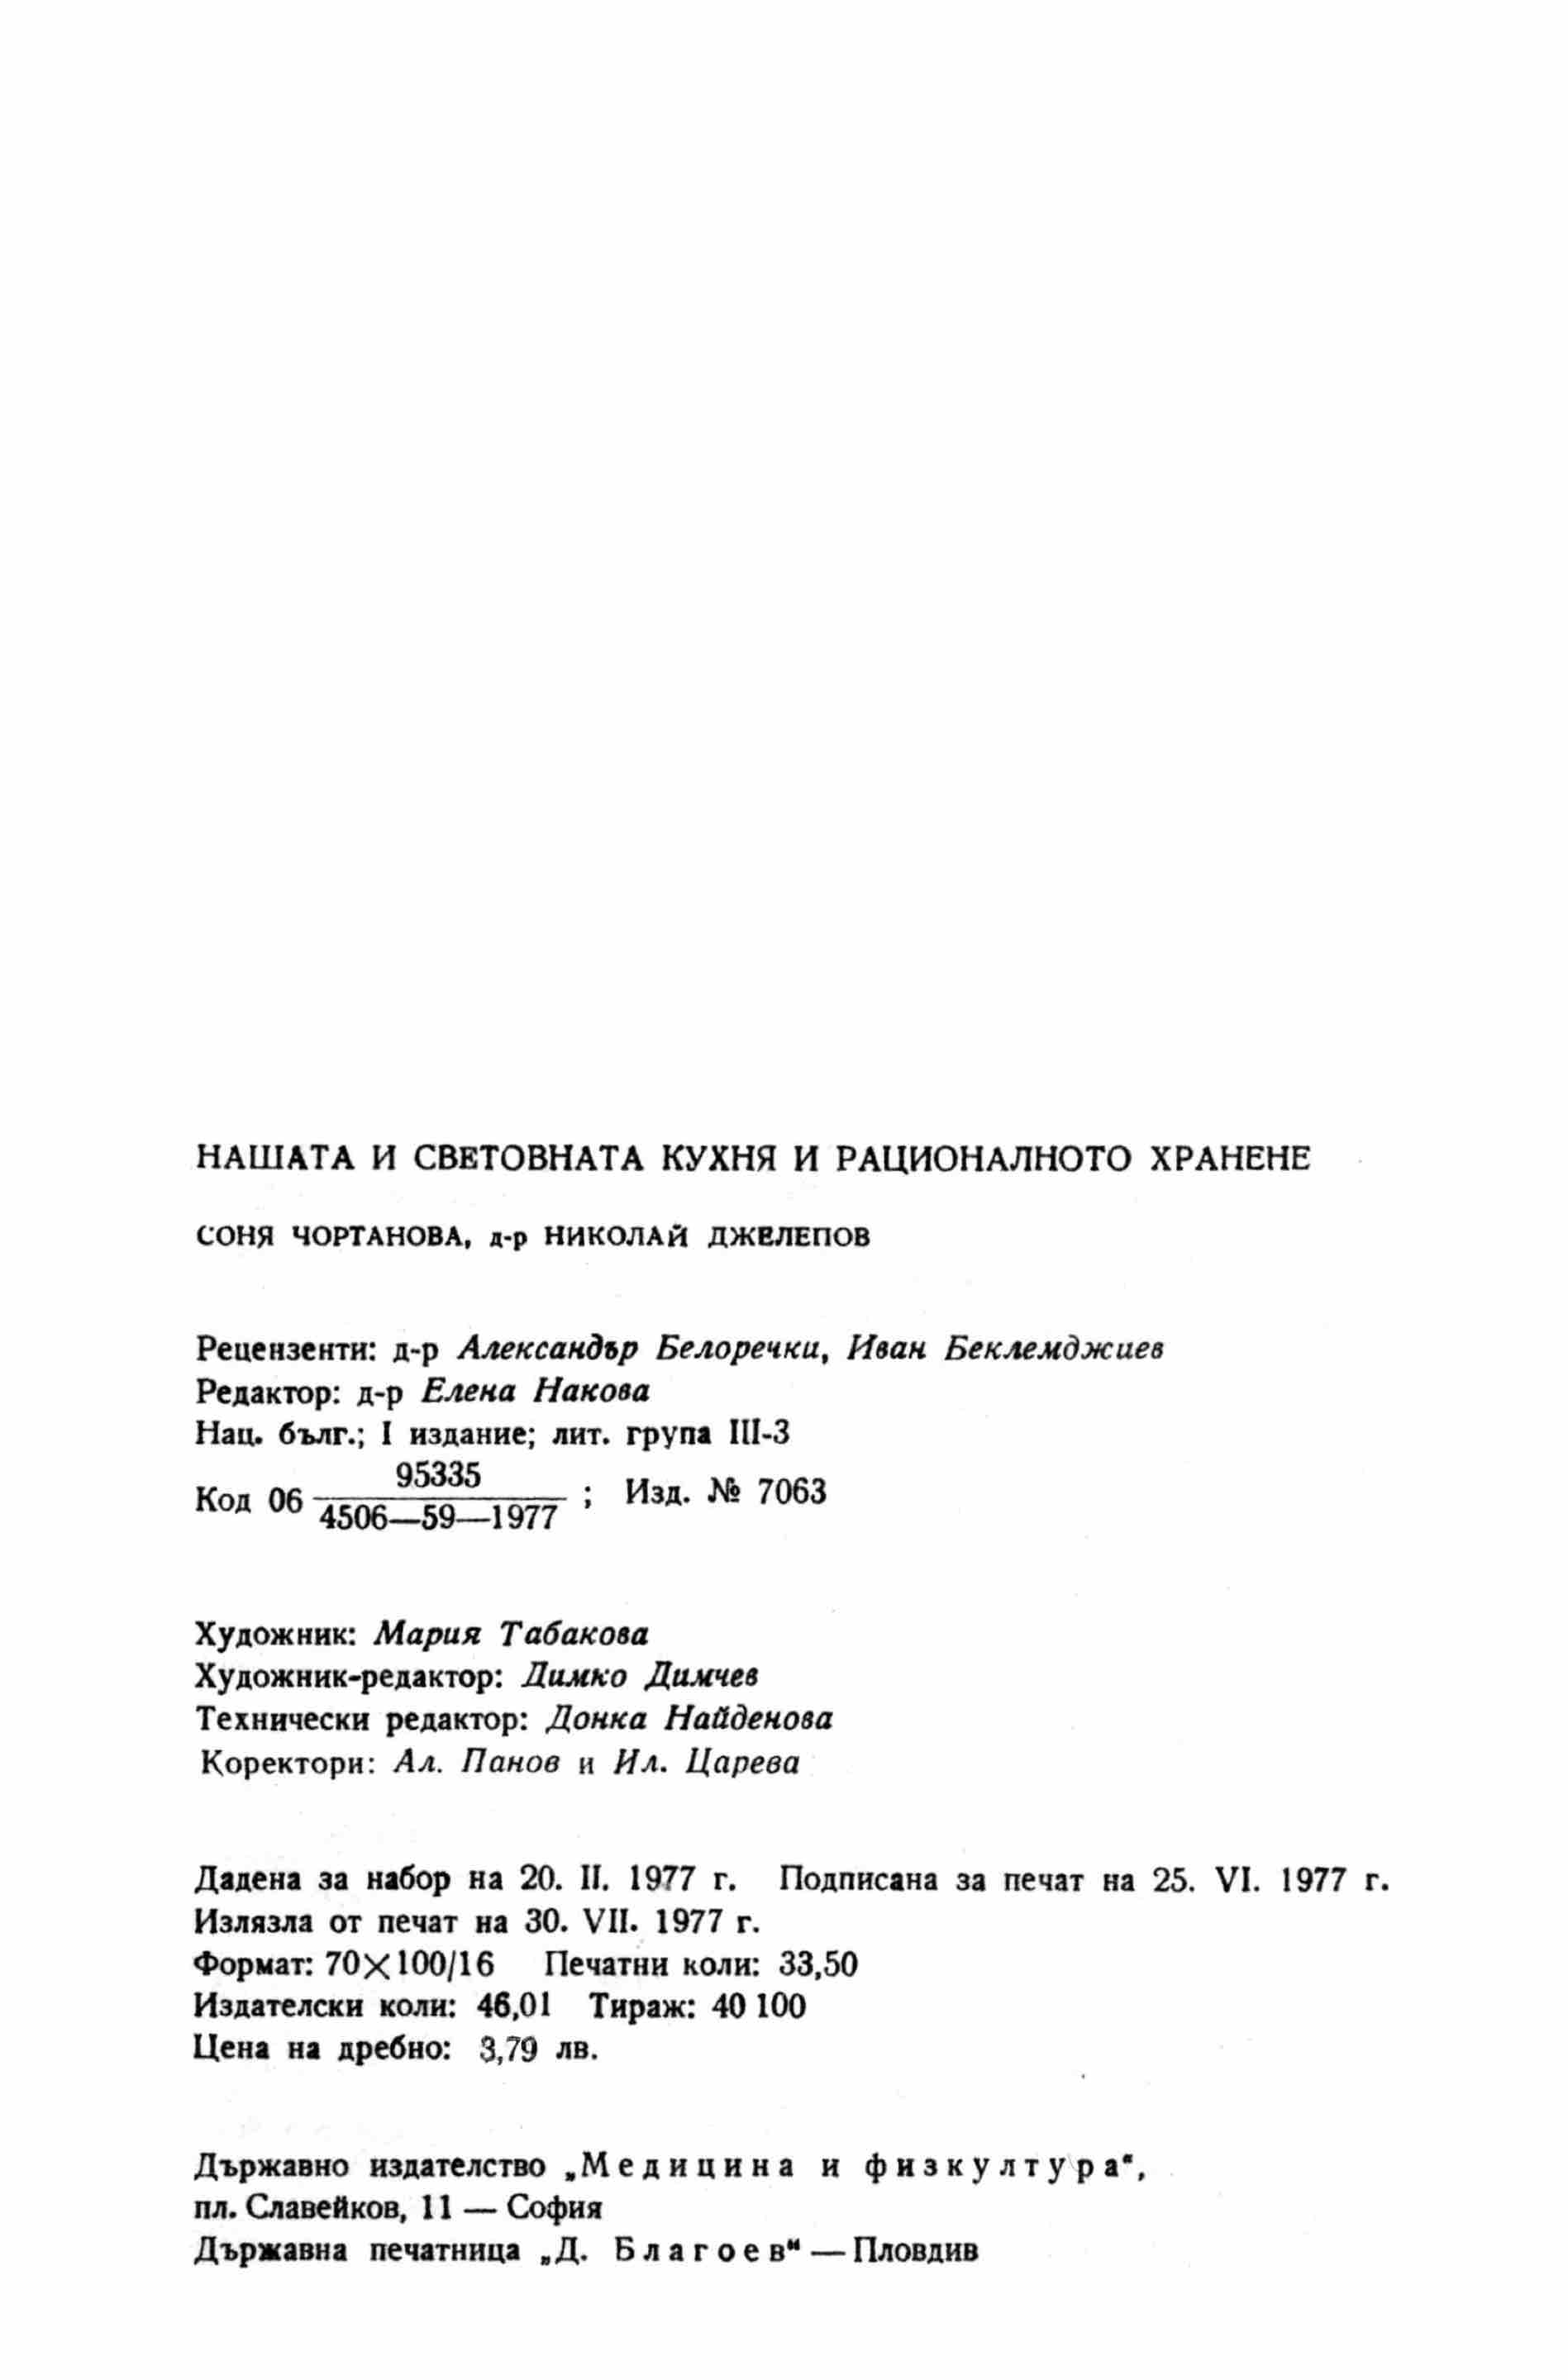 НАШАТА И СВЕТОВНАТА КУХНЯ И РАЦИОНАЛНОТО ХРАНЕНЕ
СОНЯ ЧОРТАНОВА, д-р НИКОЛАЙ ДЖЕЛЕПОВ
Рецензенти: д-р Александър Белоречки, Иван Беклемджиев
Редактор: д-р Елена Накова
Нац. бълг.; I издание; лит. група III-3
Код 06 95335/4506—59—1977 ; Изд. № 7063
Художник: Мария Табакова
Художник-редактор: Димко Димчев
Технически редактор: Донка Найденова
Коректори: Ал. Панов и Ил. Царева
Дадена за набор на 20. II. 1977 г. Подписана за печат на 25. VI. 1977 г.
Излязла от печат на 30. VII. 1977 г.
Формат: 70×100/16 Печатни коли: 33,50
Издателски коли: 46,01 Тираж: 40 100
Цена на дребно: 3,79 лв.
Държавно издателство „Медицина и физкултура“,
пл. Славейков, 11 — София
Държавна печатница „Д. Благоев“ — Пловдив